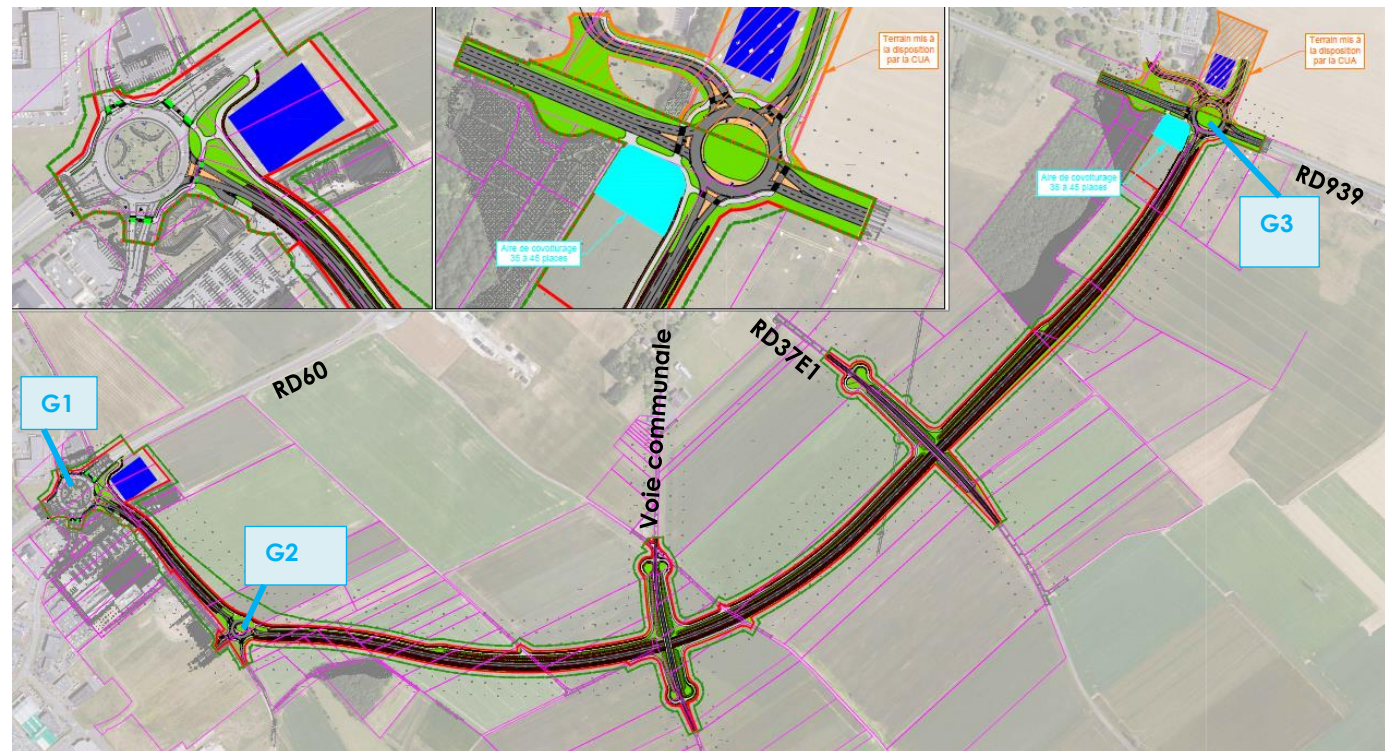 Terrain mis à
la disposition
par la CUA
Aire de covoiturage
35 à 45 places
Terrain mis à
la disposition
par la CUA
Aire de covoiturage
35 à 45 places
RD939
G3
RD37E1
Voie communale
RD60
G1
G2